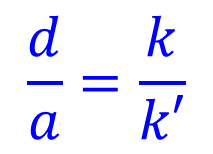 d/a = k/k′